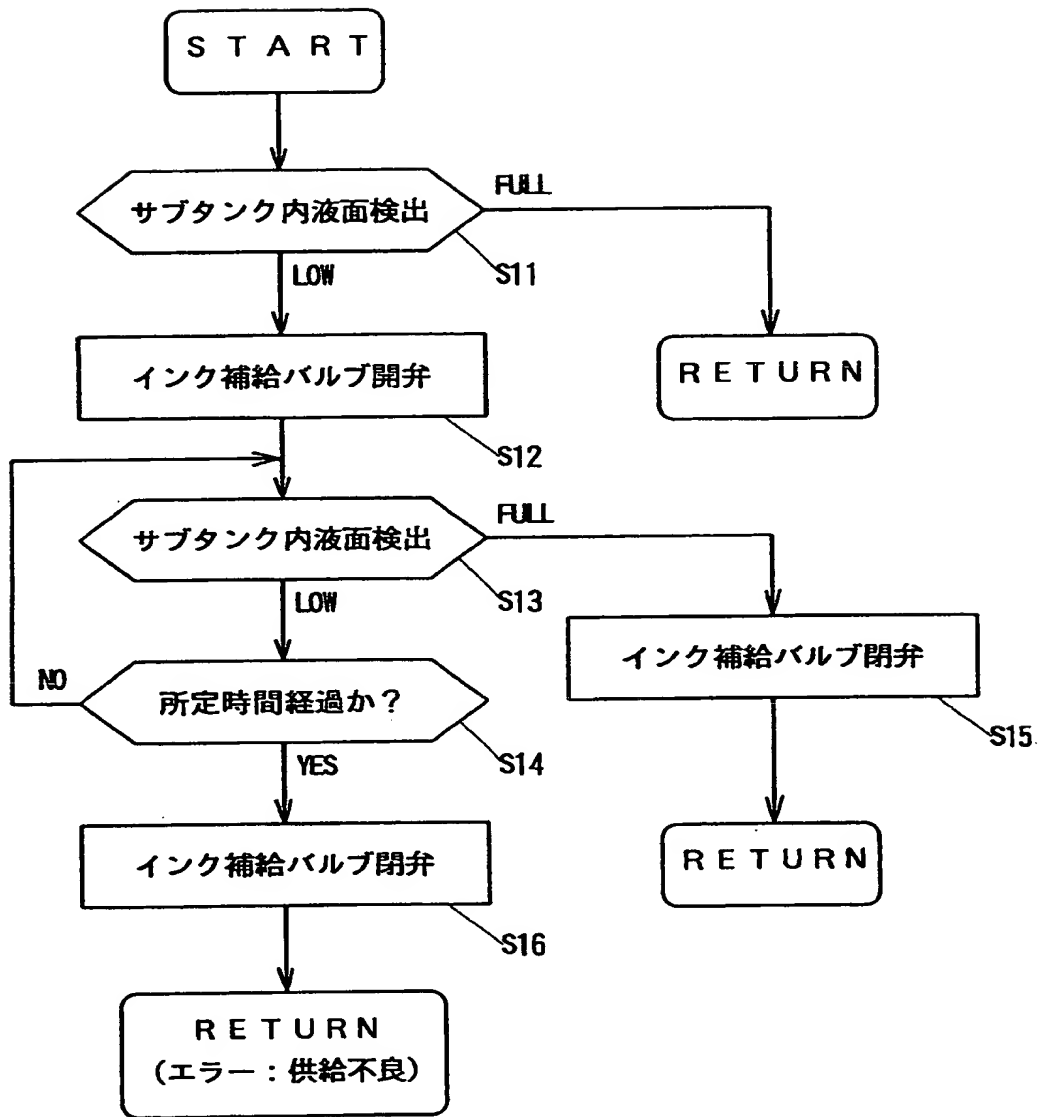 START
サブタンク内液面検出
FULL
S11
LOW
インク補給バルブ開弁
RETURN
S12
サブタンク内液面検出
FULL
S13
LOW
インク補給バルブ閉弁
NO
所定時間経過か？
S15
S14
YES
インク補給バルブ閉弁
RETURN
S16
RETURN
(エラー：供給不良)